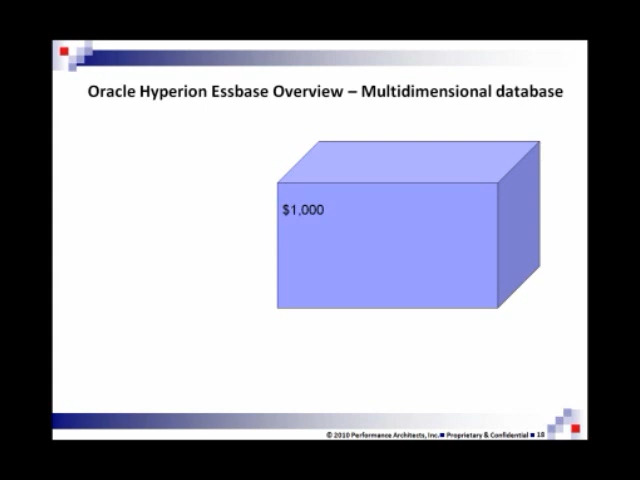 Oracle Hyperion Essbase Overview – Multidimensional database
$1,000
© 2010 Performance Architects, Inc. ■ Proprietary & Confidential ■ 18